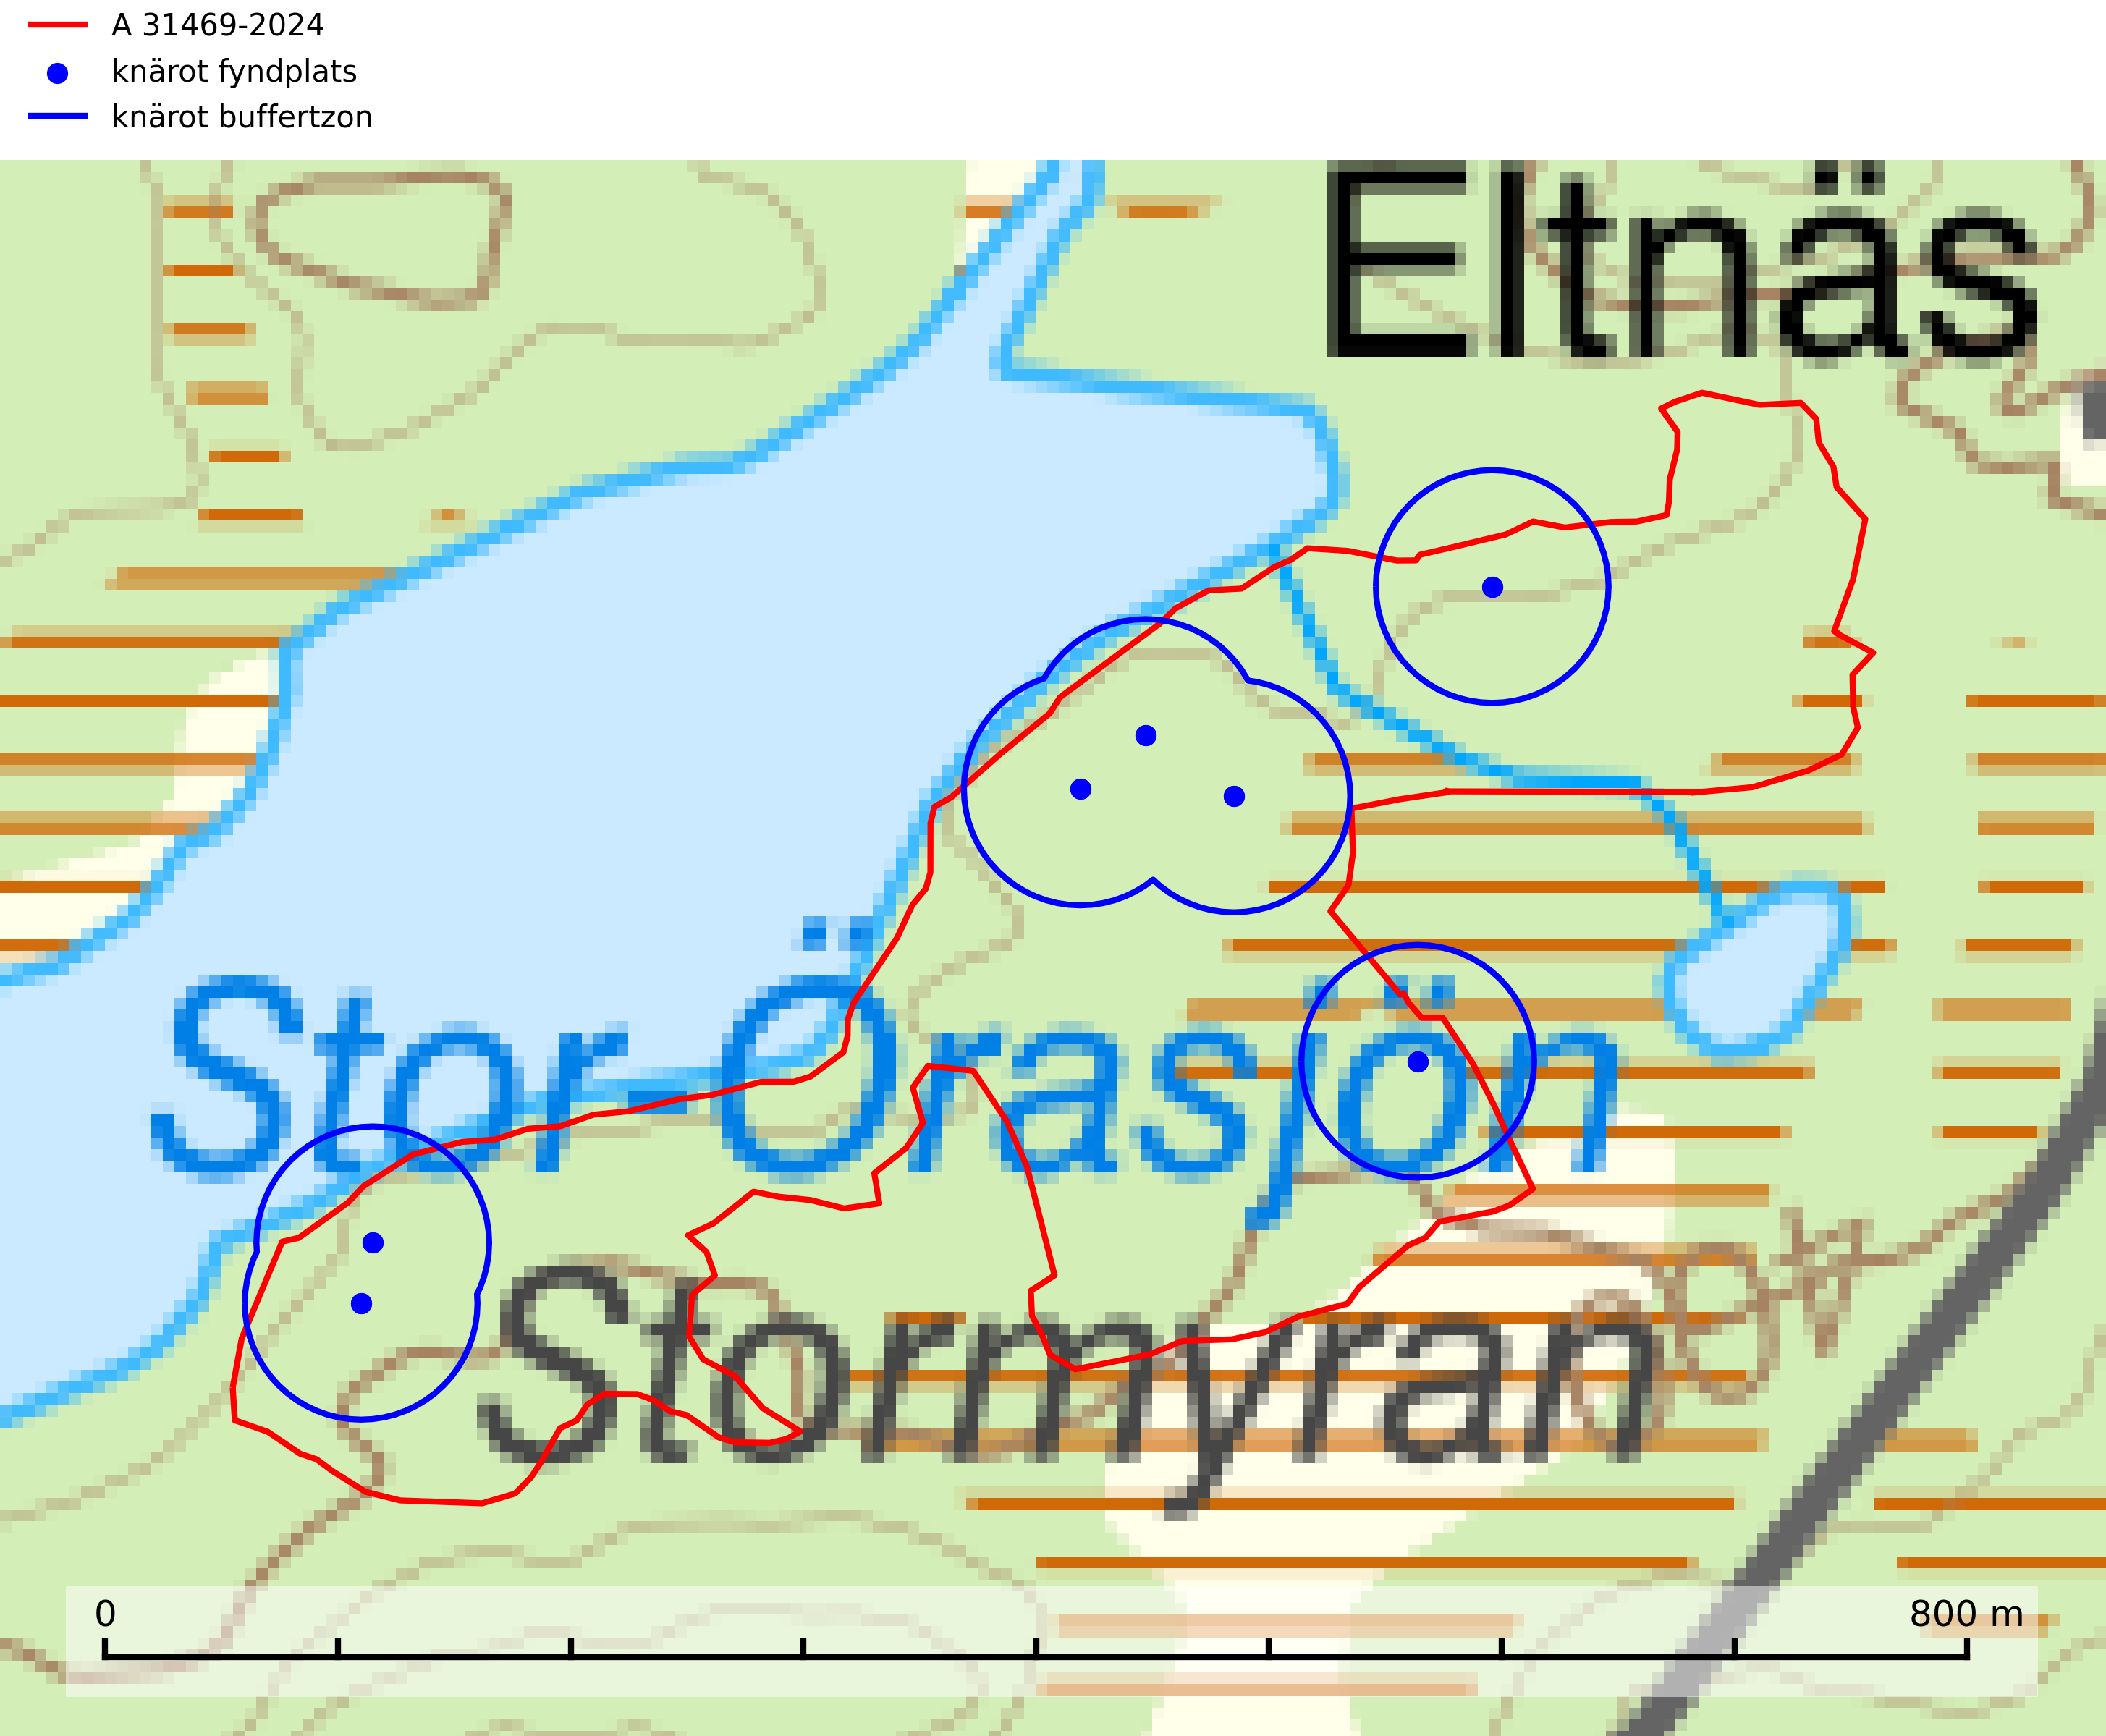 A 31469-2024
knärot fyndplats
knärot buffertzon
Eltnäs
Stor-Örasjön
Stormyran
0
800 m